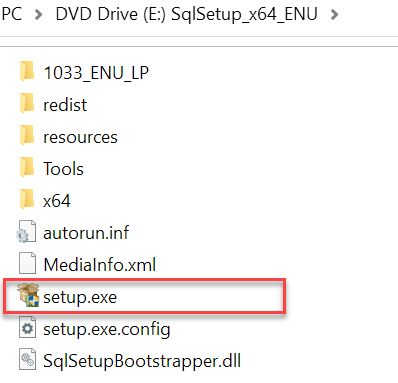 PC > DVD Drive (E:) SqlSetup_x64_ENU >
1033_ENU_LP
redist
resources
Tools
x64
autorun.inf
MediaInfo.xml
setup.exe
setup.exe.config
SqlSetupBootstrapper.dll